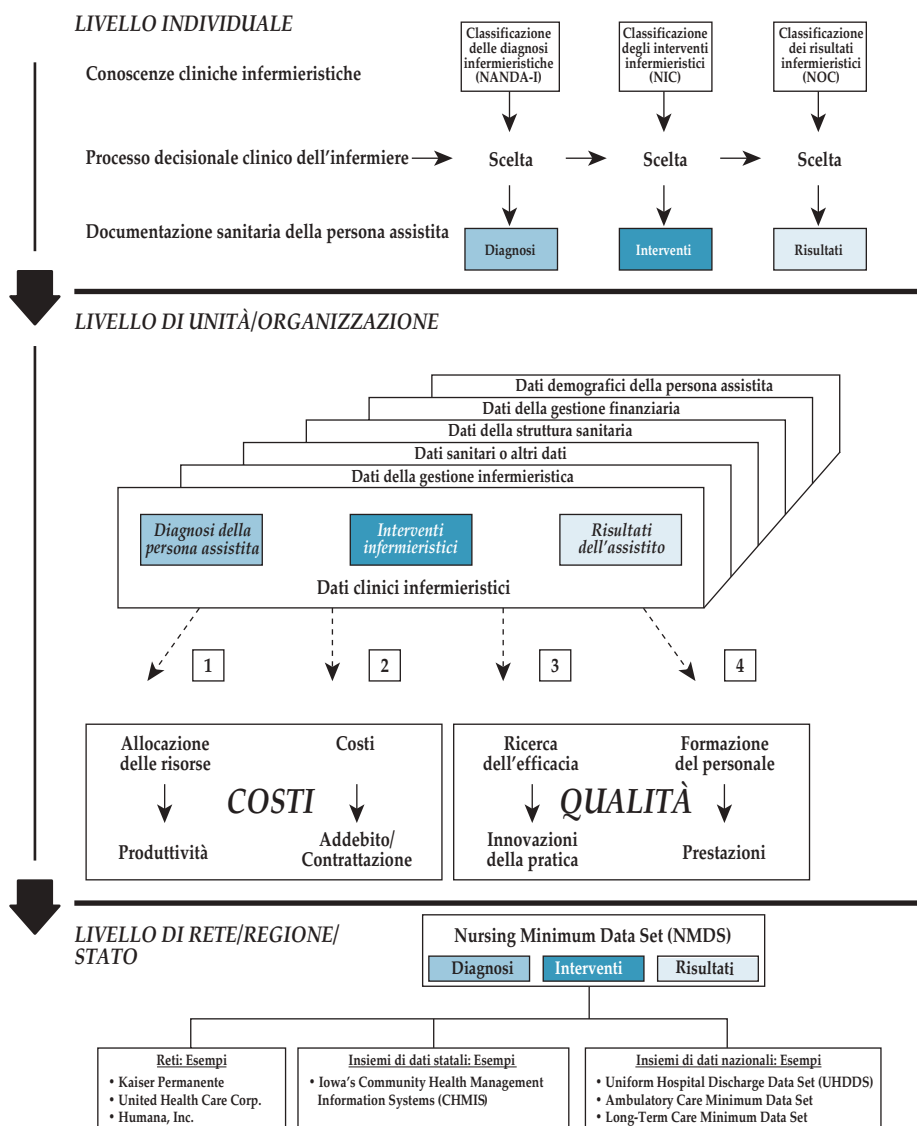 LIVELLO INDIVIDUALE
Classificazione
delle diagnosi
infermieristiche
(NANDA-I)
Classificazione
degli interventi
infermieristici
(NIC)
Classificazione
dei risultati
infermieristici
(NOC)
Conoscenze cliniche infermieristiche
Processo decisionale clinico dell'infermiere
Scelta
Scelta
Scelta
Documentazione sanitaria della persona assistita
Diagnosi
Interventi
Risultati
LIVELLO DI UNITÀ/ORGANIZZAZIONE
Dati demografici della persona assistita
Dati della gestione finanziaria
Dati della struttura sanitaria
Dati sanitari o altri dati
Dati della gestione infermieristica
Diagnosi della
persona assistita
Interventi
infermieristici
Risultati
dell'assistito
Dati clinici infermieristici
1
2
3
4
Allocazione
delle risorse
Costi
COSTI
Produttività
Addebito/
Contrattazione
Ricerca
dell'efficacia
Formazione
del personale
QUALITÀ
Innovazioni
della pratica
Prestazioni
LIVELLO DI RETE/REGIONE/
STATO
Nursing Minimum Data Set (NMDS)
Diagnosi
Interventi
Risultati
Reti: Esempi
• Kaiser Permanente
• United Health Care Corp.
• Humana, Inc.
Insiemi di dati statali: Esempi
• Iowa's Community Health Management
Information Systems (CHMIS)
Insiemi di dati nazionali: Esempi
• Uniform Hospital Discharge Data Set (UHDDS)
• Ambulatory Care Minimum Data Set
• Long-Term Care Minimum Data Set